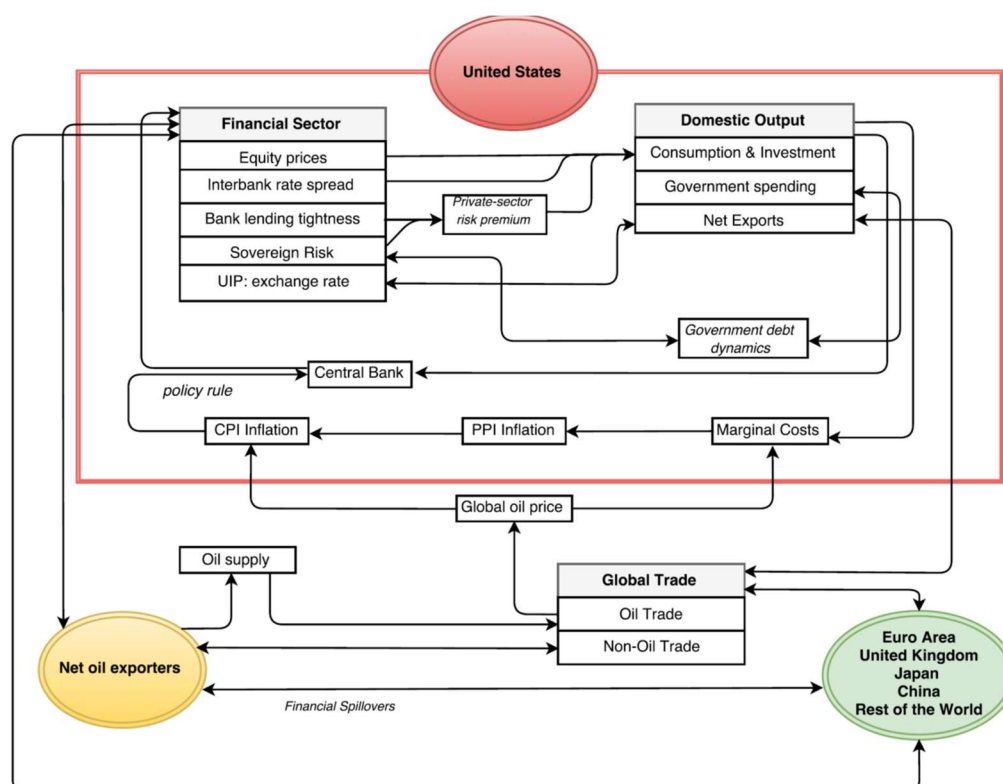 United States
Financial Sector
Equity prices
Interbank rate spread
Bank lending tightness
Sovereign Risk
UIP: exchange rate
Private-sector
risk premium
Domestic Output
Consumption & Investment
Government spending
Net Exports
Government debt
dynamics
Central Bank
policy rule
CPI Inflation
PPI Inflation
Marginal Costs
Global oil price
Oil supply
Global Trade
Oil Trade
Non-Oil Trade
Net oil exporters
Euro Area
United Kingdom
Japan
China
Rest of the World
Financial Spillovers